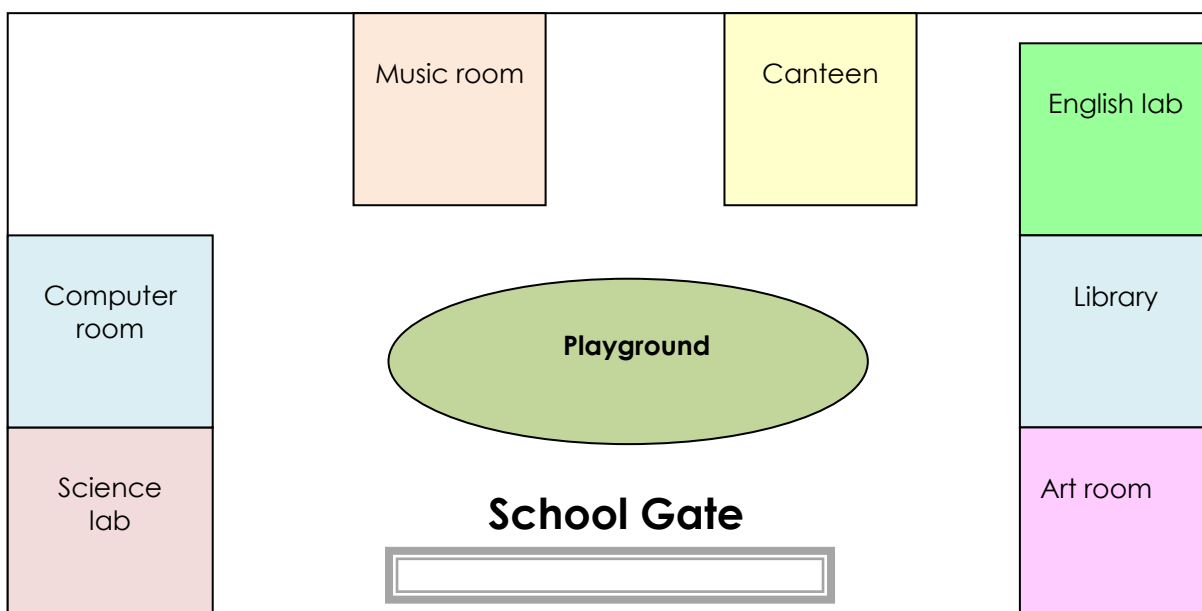 Music room
Canteen
English lab
Computer
room
Library
Playground
Science
lab
Art room
School Gate